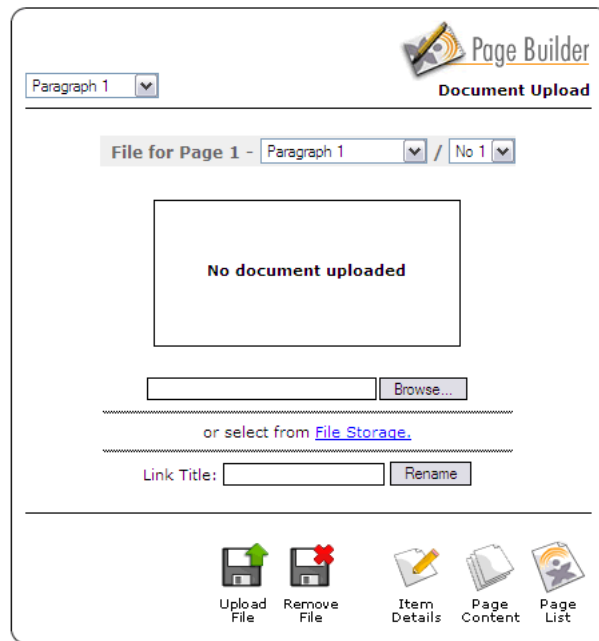 Page Builder
Paragraph 1
Document Upload
File for Page 1 - Paragraph 1 / No 1
No document uploaded
Browse...
or select from File Storage.
Link Title: Rename
Upload File
Remove File
Item Details
Page Content
Page List